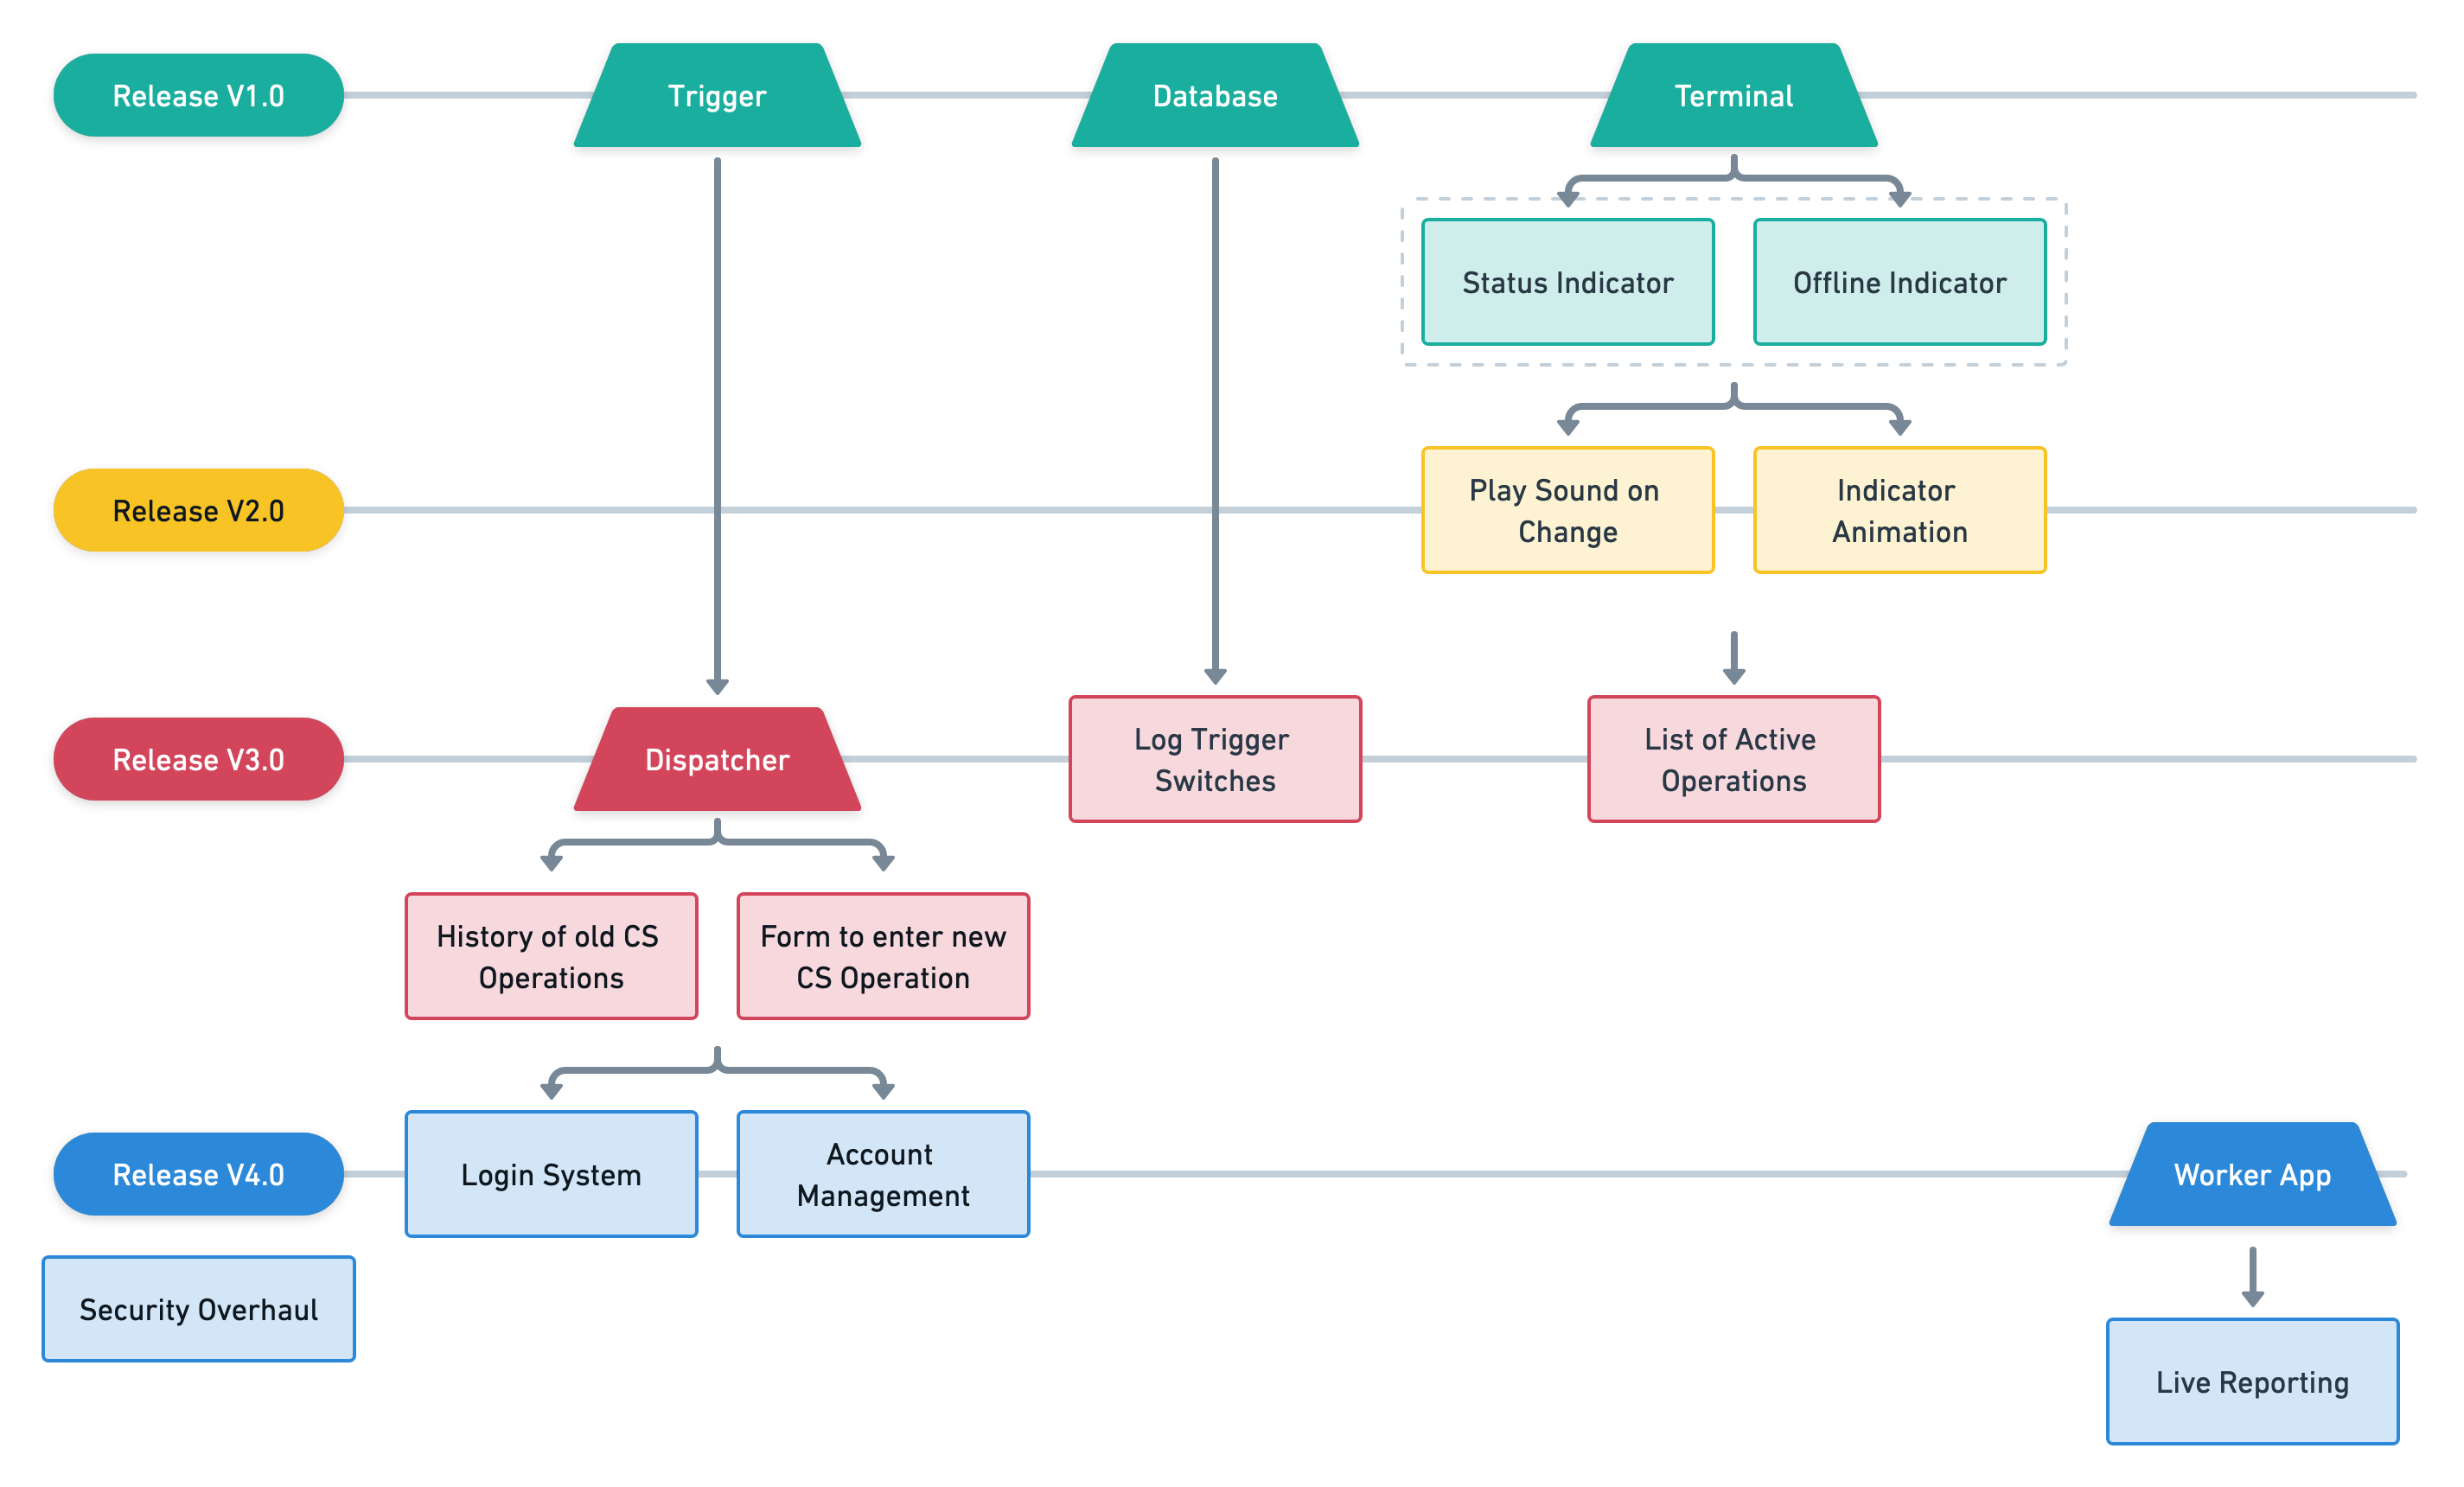 Release V1.0
Trigger
Database
Terminal
Status Indicator
Offline Indicator
Release V2.0
Play Sound on
Change
Indicator
Animation
Release V3.0
Dispatcher
Log Trigger
Switches
List of Active
Operations
History of old CS
Operations
Form to enter new
CS Operation
Release V4.0
Login System
Account
Management
Worker App
Security Overhaul
Live Reporting